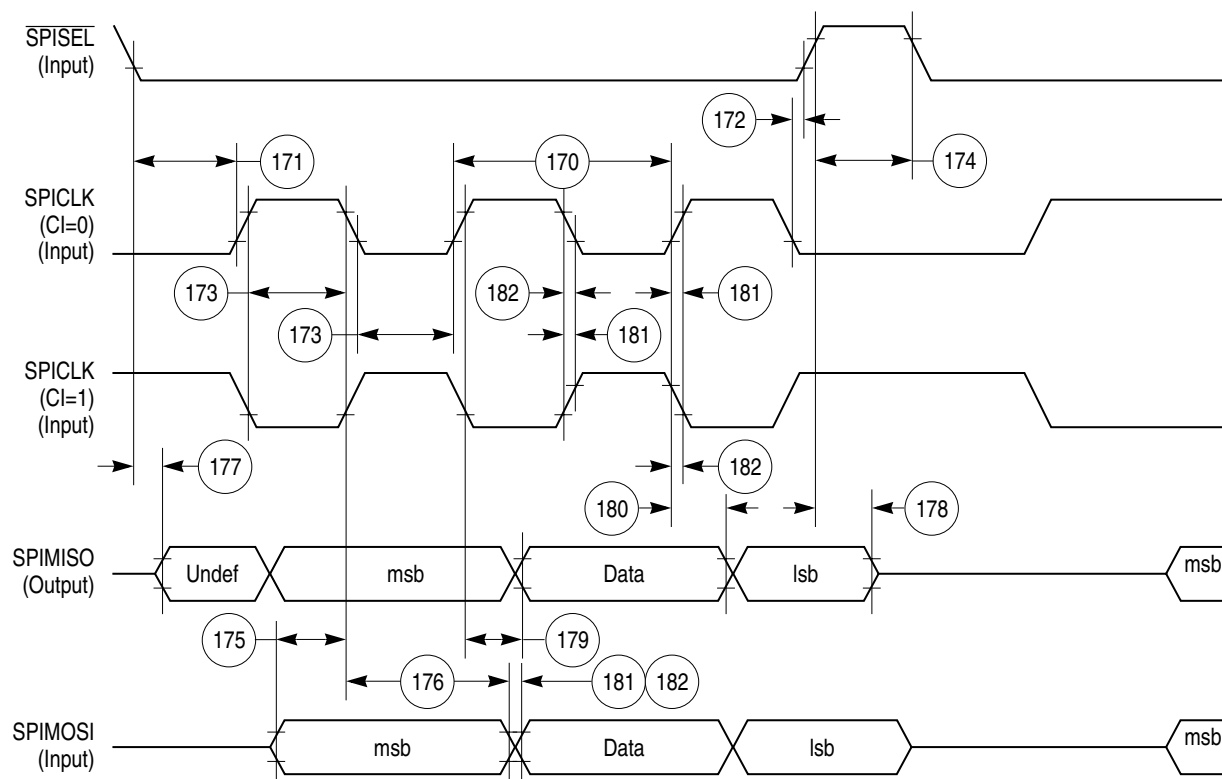 SPISEL
(Input)
172
171
170
174
SPICLK
(CI=0)
(Input)
173
182
181
173
181
SPICLK
(CI=1)
(Input)
177
182
180
178
SPIMISO
(Output)
Undef
msb
Data
lsb
msb
175
179
176
181
182
SPIMOSI
(Input)
msb
Data
lsb
msb